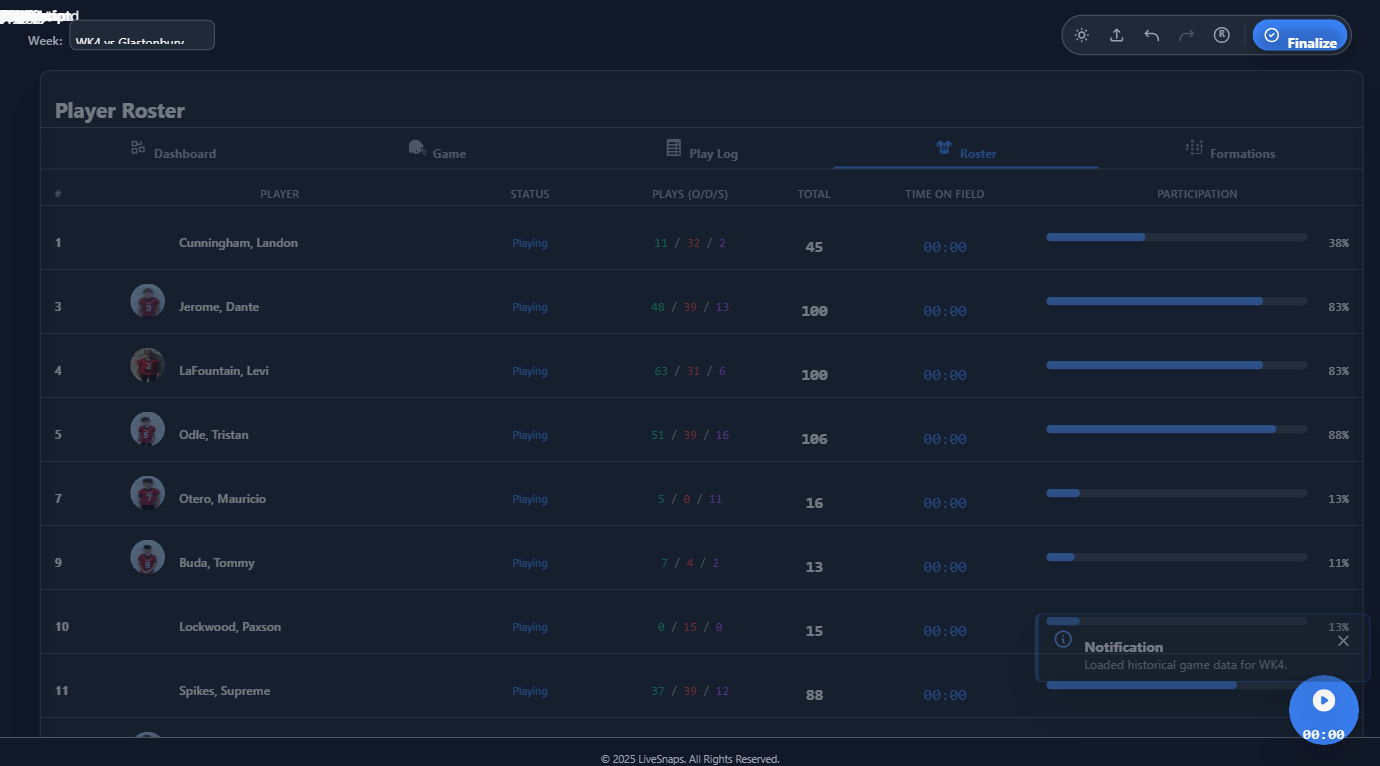 Week: WK4 vs Glastonbury
Finalize
Player Roster
Dashboard Game Play Log Roster Formations
# PLAYER STATUS PLAYS (O/D/S) TOTAL TIME ON FIELD PARTICIPATION
1 Cunningham, Landon Playing 11 / 32 / 2 45 00:00 38%
3 Jerome, Dante Playing 48 / 39 / 13 100 00:00 83%
4 LaFountain, Levi Playing 63 / 31 / 6 100 00:00 83%
5 Odle, Tristan Playing 51 / 39 / 16 106 00:00 88%
7 Otero, Mauricio Playing 5 / 0 / 11 16 00:00 13%
9 Buda, Tommy Playing 7 / 4 / 2 13 00:00 11%
10 Lockwood, Paxson Playing 0 / 15 / 0 15 00:00 13%
Notification
Loaded historical game data for WK4.
11 Spikes, Supreme Playing 37 / 39 / 12 88 00:00
00:00
© 2025 LiveSnaps. All Rights Reserved.